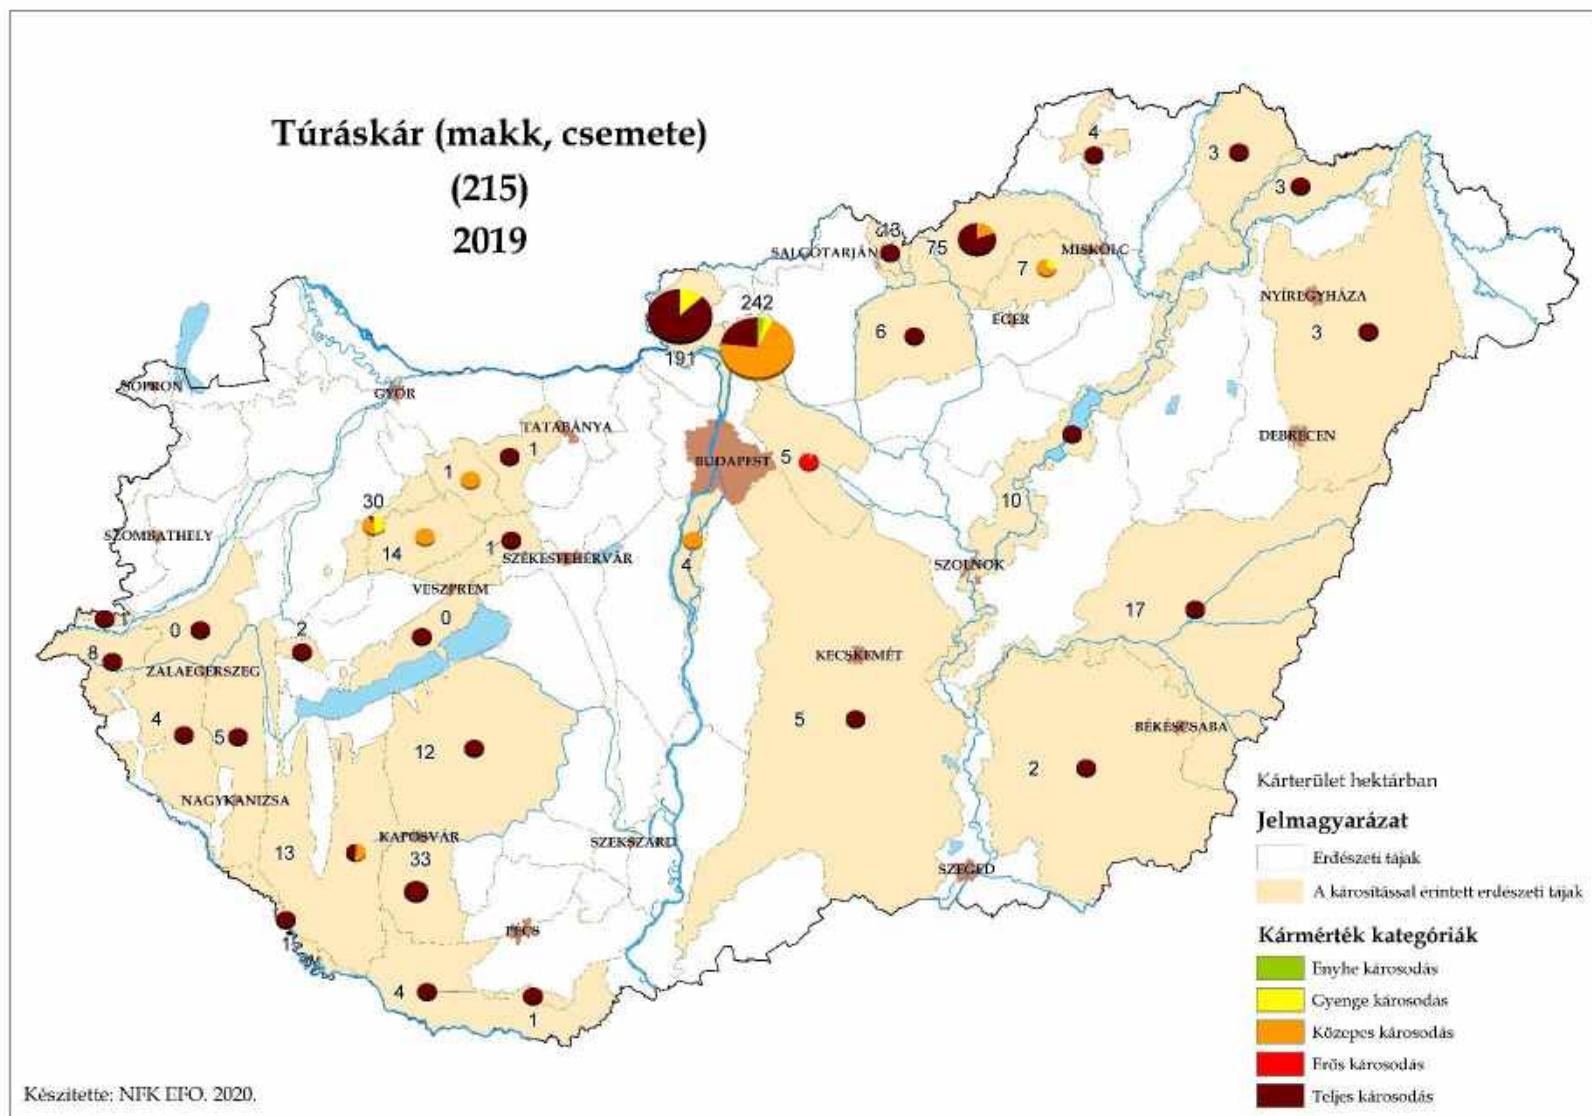 Túráskár (makk, csemete)
(215)
2019
4
3
3
SALGÓTARJÁN
75
MISKOLC
7
EGER
NYÍREGYHÁZA
3
242
191
6
SOPRON
GYŐR
TATABÁNYA
1
1
BUDAPEST
5
DEBRECEN
30
14
1
10
SZOMBATHELY
SZÉKESFEHÉRVÁR
4
SZOLNOK
VESZPRÉM
1
0
2
0
17
8
ZALAEGERSZEG
KECSKEMÉT
4
5
12
5
BÉKÉSCSABA
2
NAGYKANIZSA
13
KAPOSVÁR
33
SZEKSZÁRD
SZEGED
PÉCS
4
1
Kárterület hektárban
Jelmagyarázat
Erdészeti tájak
A károsítással érintett erdészeti tájak
Kármérték kategóriák
Enyhe károsodás
Gyenge károsodás
Közepes károsodás
Erős károsodás
Teljes károsodás
Készítette: NFK EFO. 2020.